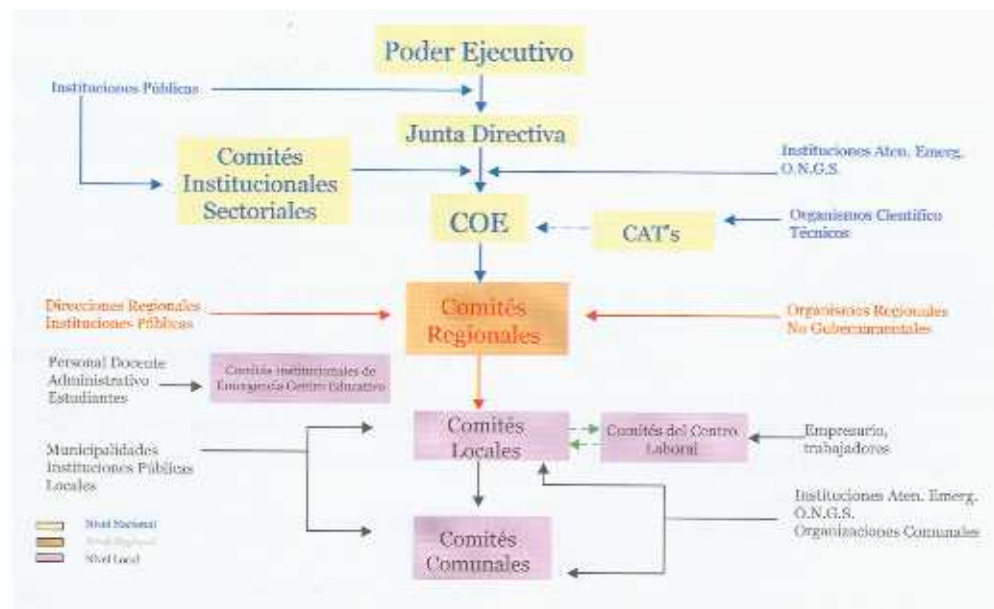 Poder Ejecutivo
Instituciones Públicas
Junta Directiva
Comités
Institucionales
Sectoriales
Instituciones Aten. Emerg.
O.N.G.S.
COE
CAT's
Organismos Científico
Técnicos
Direcciones Regionales
Instituciones Públicas
Comités
Regionales
Organismos Regionales
No Gubernamentales
Personal Docente
Administrativo
Estudiantes
Comités Institucionales de
Emergencia Centro Educativo
Comités
Locales
Comités del Centro
Laboral
Empresario,
trabajadores
Municipalidades
Instituciones Públicas
Locales
Instituciones Aten. Emerg.
O.N.G.S.
Organizaciones Comunales
Comités
Comunales
Nivel Nacional
Nivel Regional
Nivel Local